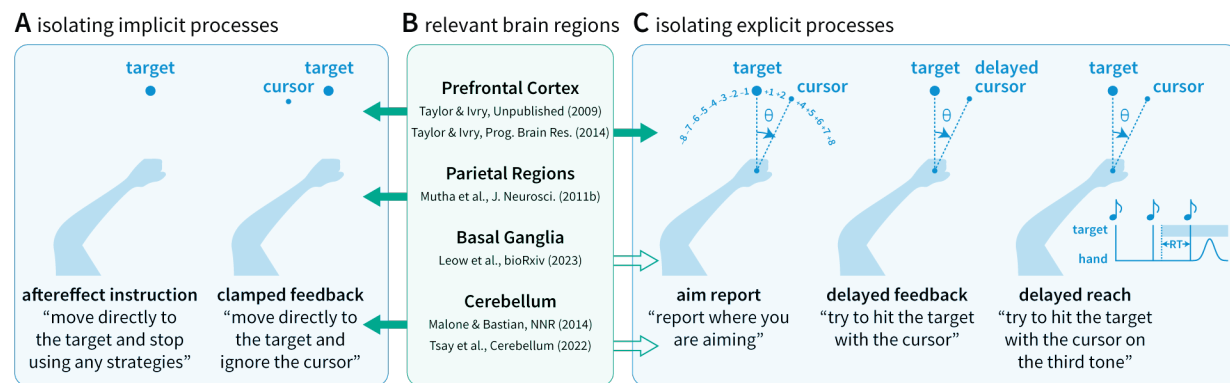 A isolating implicit processes
target
target
cursor
aftereffect instruction
“move directly to
the target and stop
using any strategies”
clamped feedback
“move directly to
the target and
ignore the cursor”
B relevant brain regions
Prefrontal Cortex
Taylor & Ivry, Unpublished (2009)
Taylor & Ivry, Prog. Brain Res. (2014)
Parietal Regions
Mutha et al., J. Neurosci. (2011b)
Basal Ganglia
Leow et al., bioRxiv (2023)
Cerebellum
Malone & Bastian, NNR (2014)
Tsay et al., Cerebellum (2022)
C isolating explicit processes
target
cursor
-8 -7 -6 -5 -4 -3 -2 -1 +1 +2 +4 +5 +6 +7 +8
θ
aim report
“report where you
are aiming”
target
delayed
cursor
θ
delayed feedback
“try to hit the target
with the cursor”
target
cursor
θ
target
RT
hand
delayed reach
“try to hit the target
with the cursor on
the third tone”